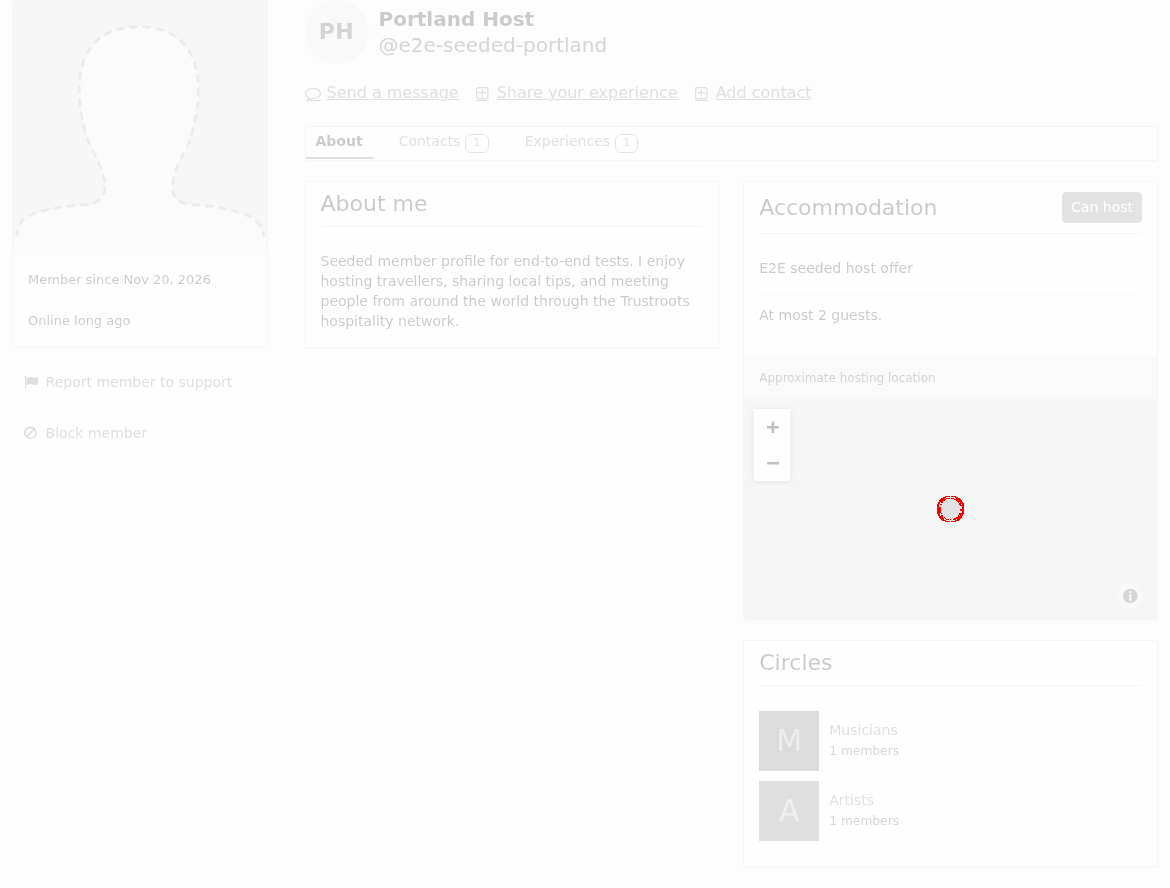 PH
Portland Host
@e2e-seeded-portland
Send a message Share your experience Add contact
About Contacts 1 Experiences 1
Member since Nov 20, 2026
Online long ago
Report member to support
Block member
About me
Seeded member profile for end-to-end tests. I enjoy
hosting travellers, sharing local tips, and meeting
people from around the world through the Trustroots
hospitality network.
Accommodation Can host
E2E seeded host offer
At most 2 guests.
Approximate hosting location
+
−
Circles
M
Musicians
1 members
A
Artists
1 members